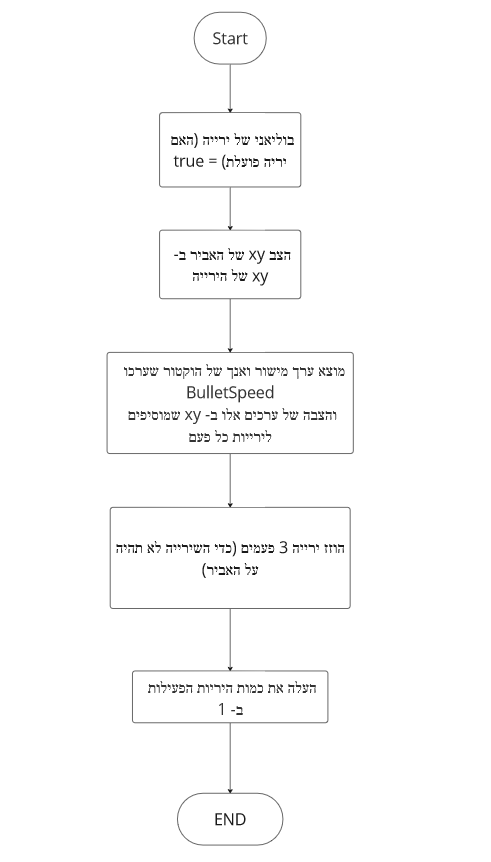 Start
בוליאני של ירייה (האם
יריה פועלת) = true
הצב xy של האביר ב-
xy של הירייה
מוצא ערך מישור ואנך של הוקטור שערכו
BulletSpeed
והצבה של ערכים אלו ב- xy שמוסיפים
לירייות כל פעם
הוזז ירייה 3 פעמים (כדי השירייה לא תהיה
על האביר)
העלה את כמות היריות הפעילות
ב- 1
END